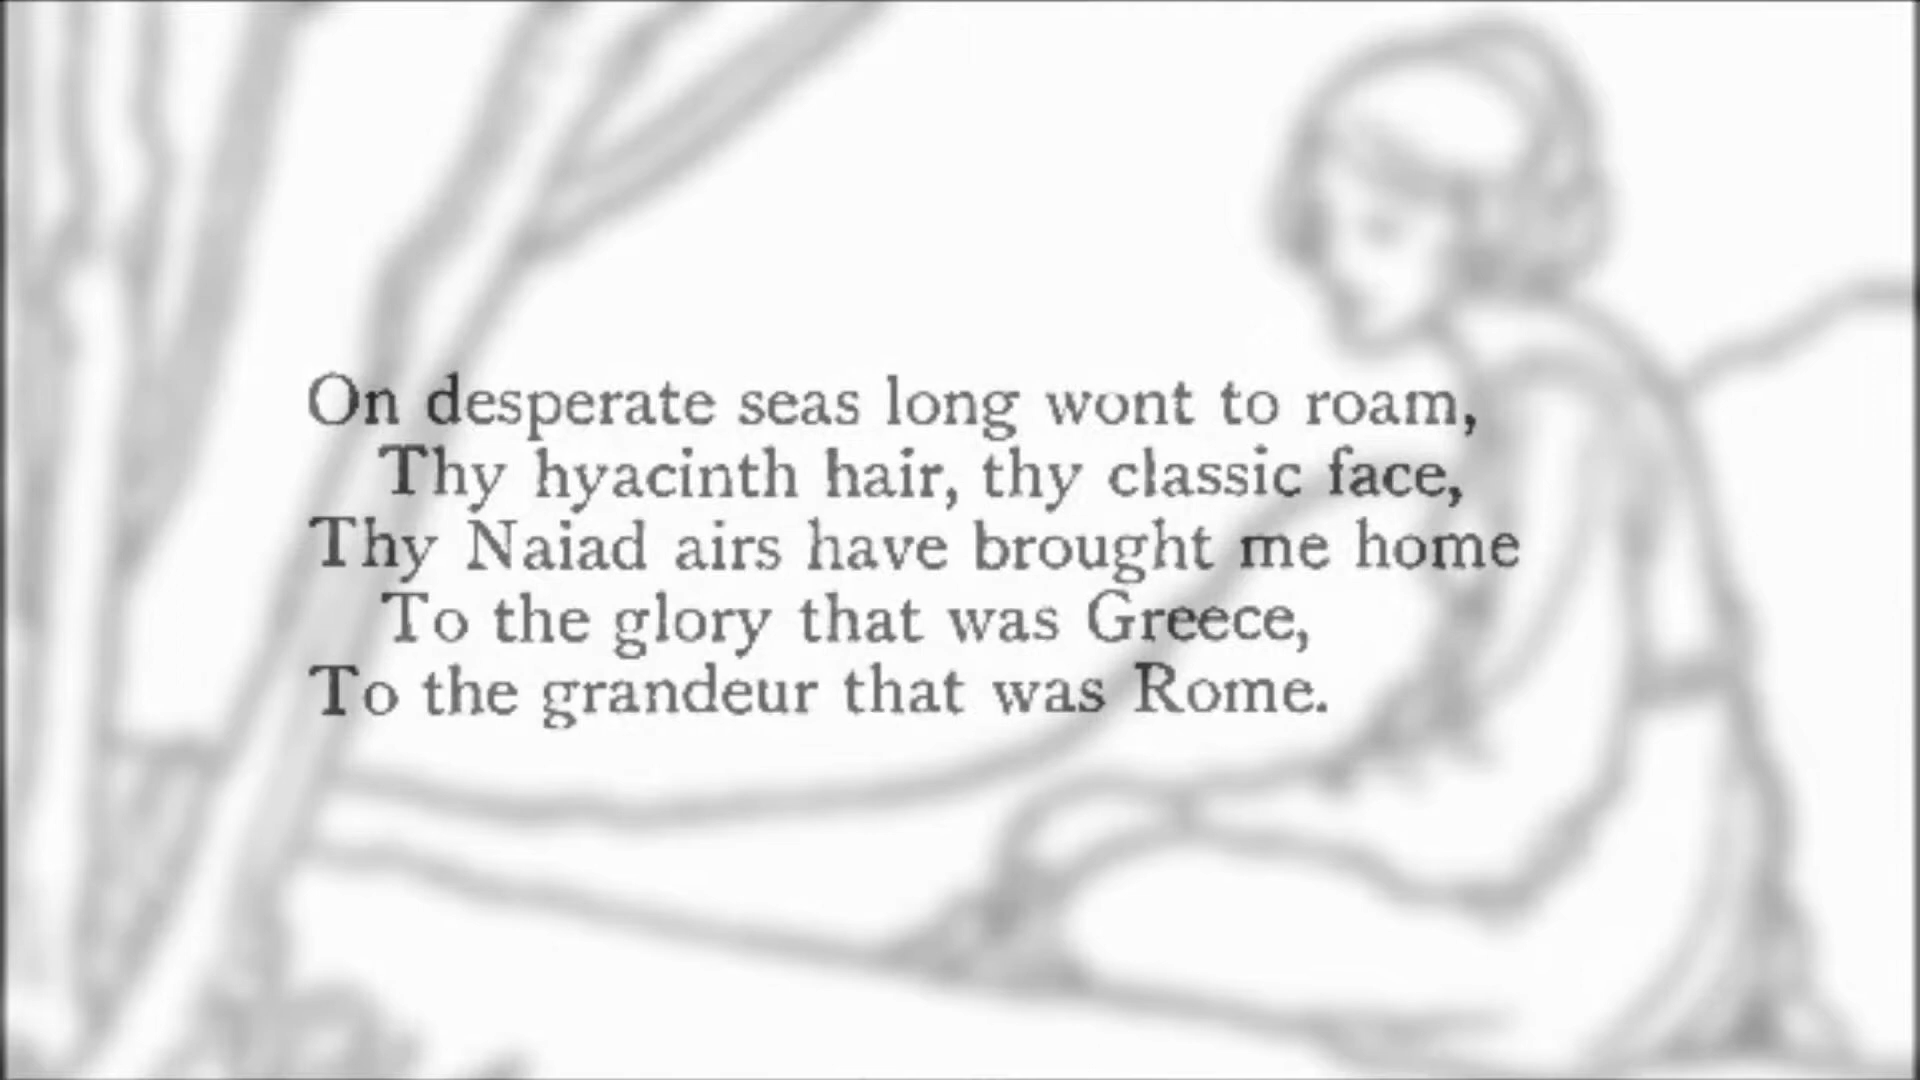 On desperate seas long wont to roam,
Thy hyacinth hair, thy classic face,
Thy Naiad airs have brought me home
To the glory that was Greece,
To the grandeur that was Rome.